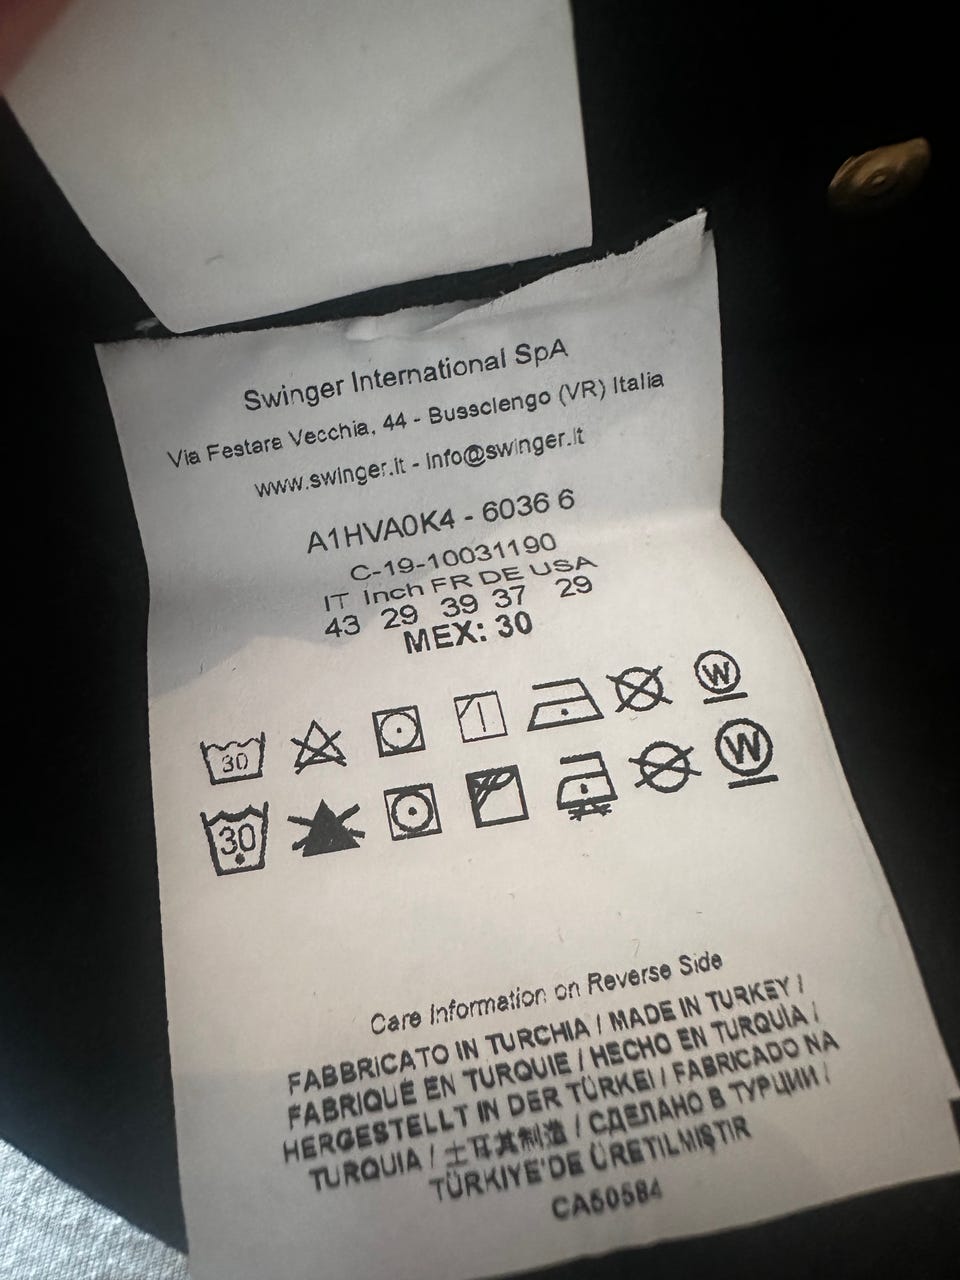 Swinger International SpA
Via Festara Vecchia, 44 - Bussolengo (VR) Italia
www.swinger.it - info@swinger.it
A1HVA0K4 - 6036 6
C-19-10031190
IT Inch FR DE USA
43 29 39 37 29
MEX: 30
30 W
30 W
Care Information on Reverse Side
FABBRICATO IN TURCHIA / MADE IN TURKEY /
FABRIQUÉ EN TURQUIE / HECHO EN TURQUÍA /
HERGESTELLT IN DER TÜRKEI / FABRICADO NA
TURQUIA / 土耳其制造 / СДЕЛАНО В ТУРЦИИ /
TÜRKIYE'DE ÜRETILMIŞTIR
CA50584